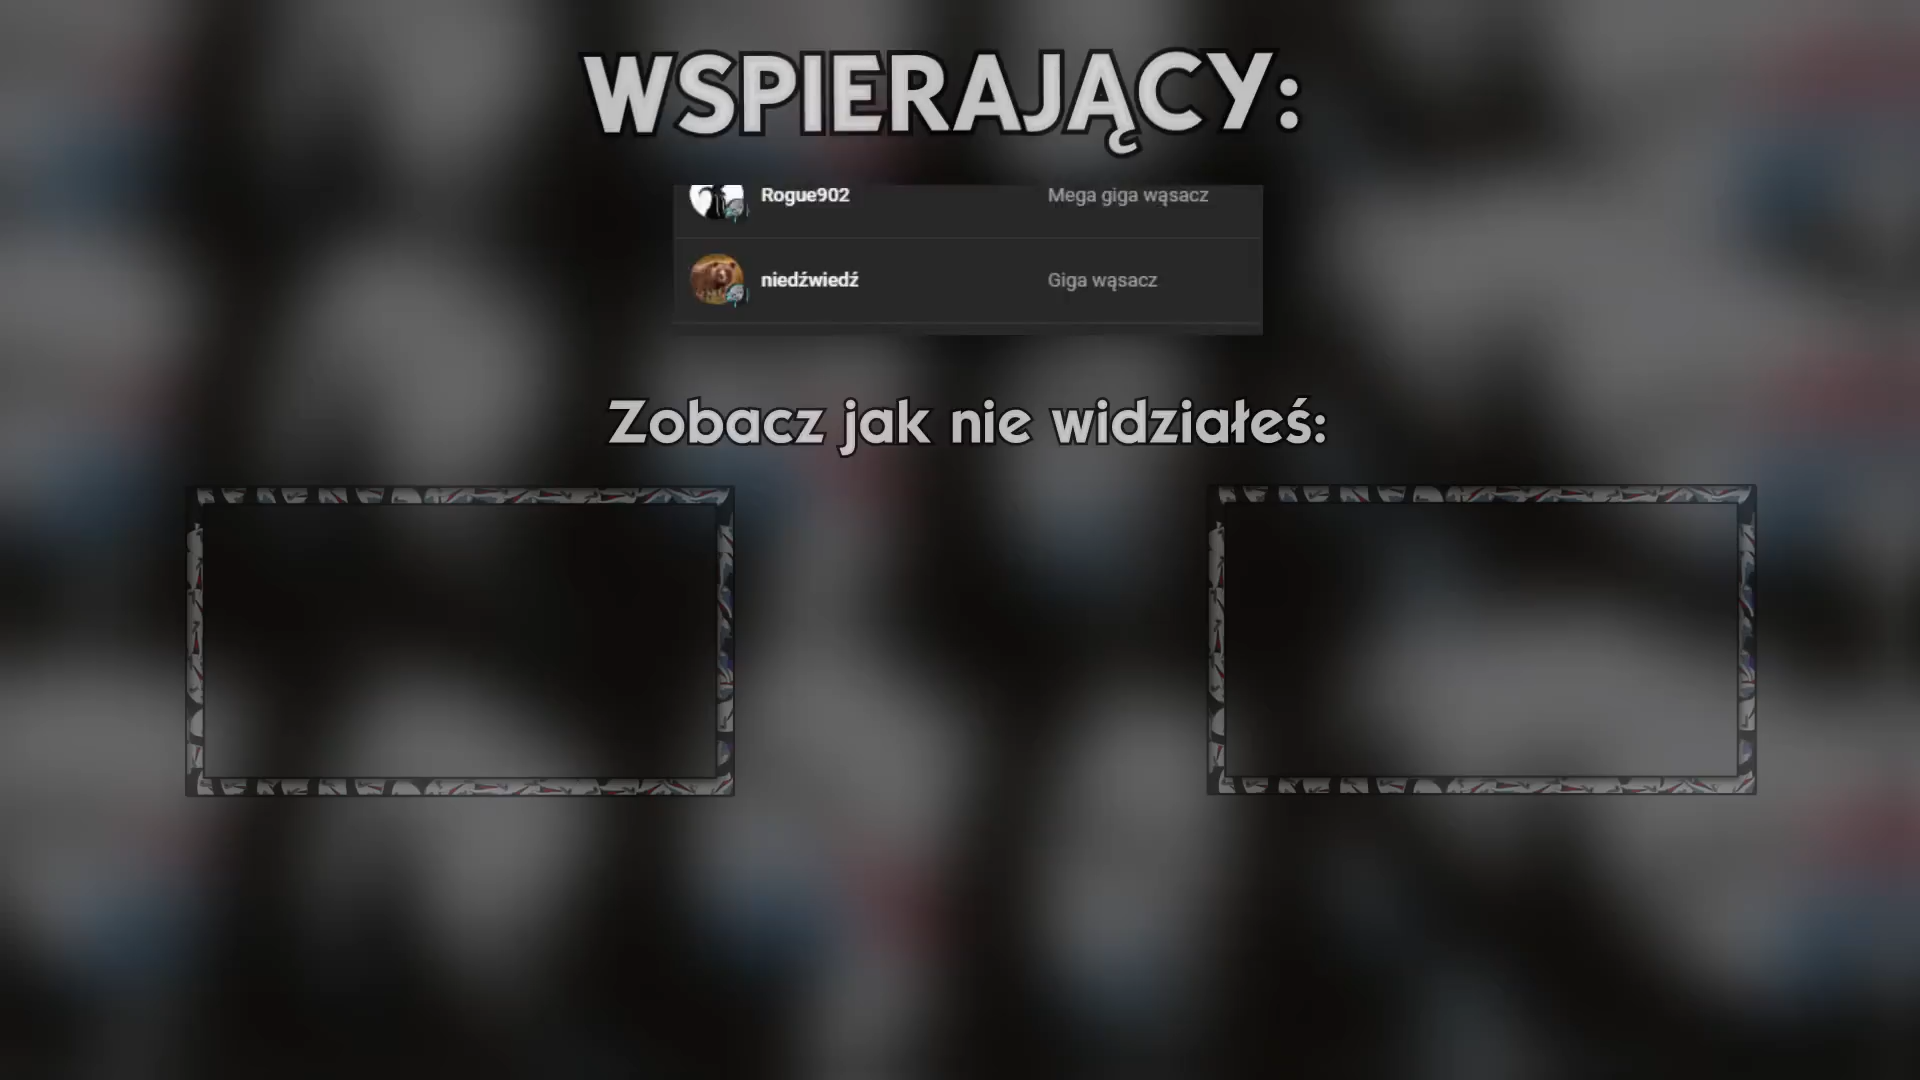 WSPIERAJĄCY:
Rogue902 Mega giga wąsacz
niedźwiedź Giga wąsacz
Zobacz jak nie widziałeś: